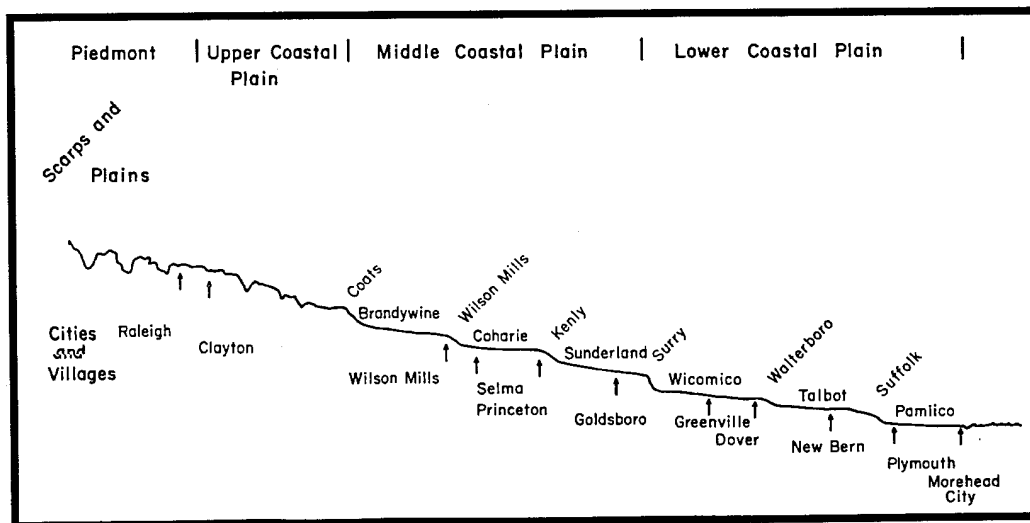 Piedmont | Upper Coastal Plain | Middle Coastal Plain | Lower Coastal Plain |
Scarps and
Plains
Coats
Wilson Mills
Kenly
Surry
Walterboro
Suffolk
Brandywine
Coharie
Sunderland
Wicomico
Talbot
Pamlico
Cities
and
Villages
Raleigh
Clayton
Wilson Mills
Selma
Princeton
Goldsboro
Greenville
Dover
New Bern
Plymouth
Morehead
City